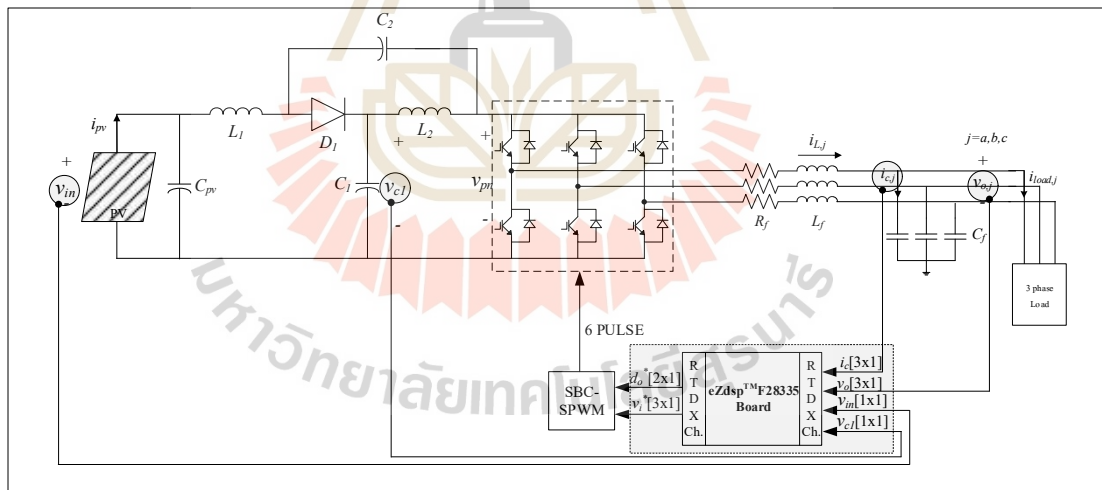 C2
L1
D1
L2
ipv
+
vin
PV
Cpv
C1
+
vc1
-
+
vpn
-
iL,j
Rf
Lf
ic,j
j=a,b,c
+
vo,j
-
iload,j
Cf
3 phase
Load
6 PULSE
SBC-
SPWM
do*[2x1]
vi*[3x1]
R
T
D
X
Ch.
eZdsp™F28335
Board
R
T
D
X
Ch.
ic[3x1]
vo[3x1]
vin[1x1]
vc1[1x1]
มหาวิทยาลัยเทคโนโลยีสุรนารี